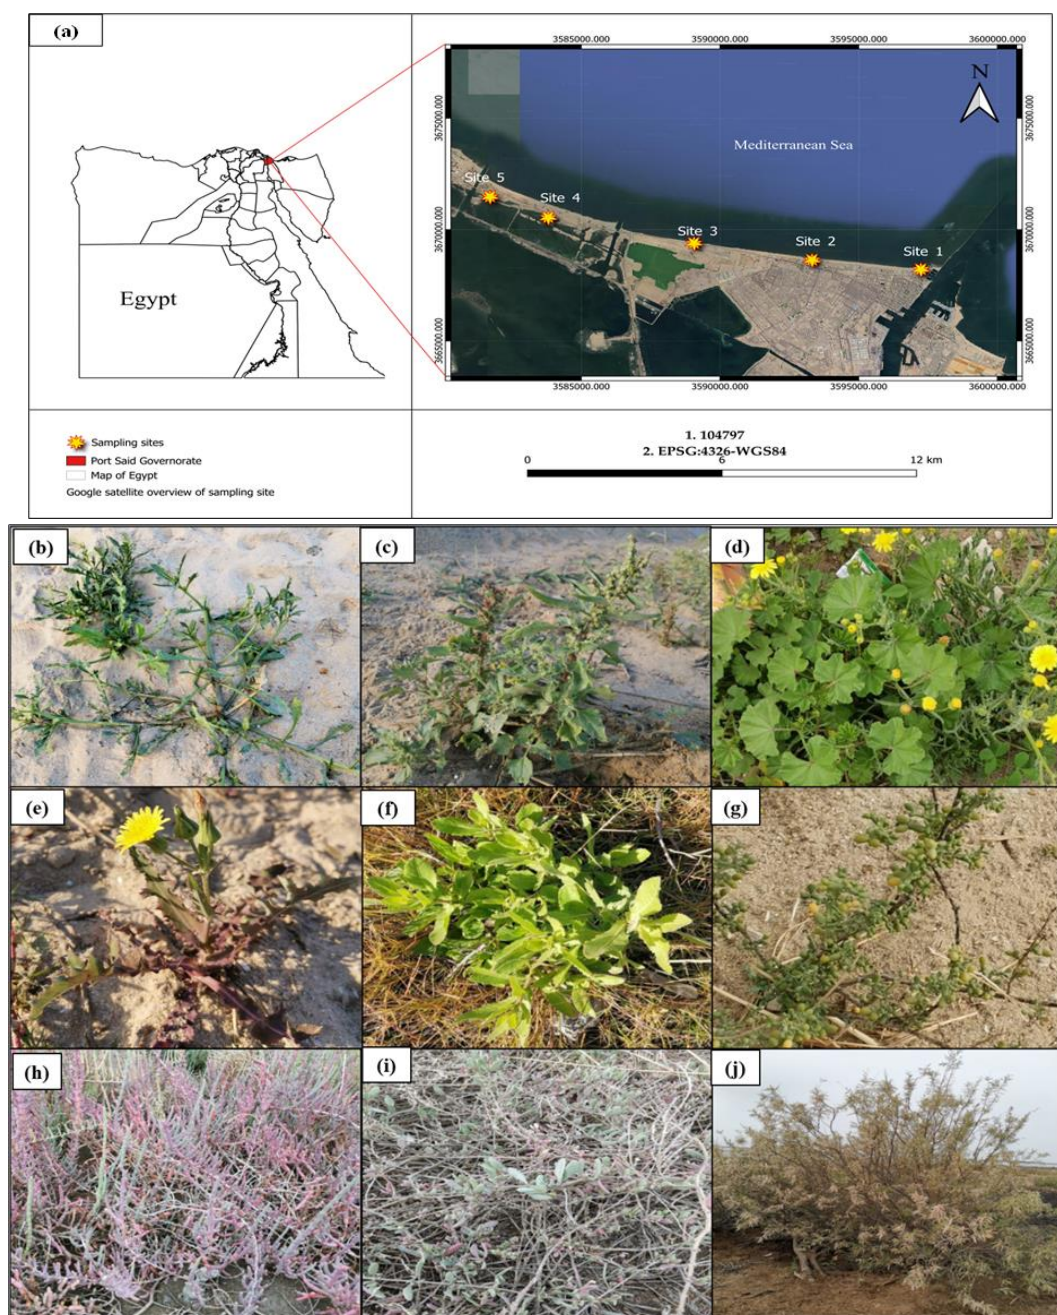 (a)
3585000.000 3590000.000 3595000.000 3600000.000
N
3675000.000 3675000.000
Mediterranean Sea
Site 5
Site 4
3670000.000 Site 3 Site 2 Site 1 3670000.000
Egypt
3665000.000 3665000.000
3585000.000 3590000.000 3595000.000 3600000.000
Sampling sites
Port Said Governorate
Map of Egypt
Google satellite overview of sampling site
1. 104797
2. EPSG:4326-WGS84
0 6 12 km
(b) (c) (d)
(e) (f) (g)
(h) (i) (j)